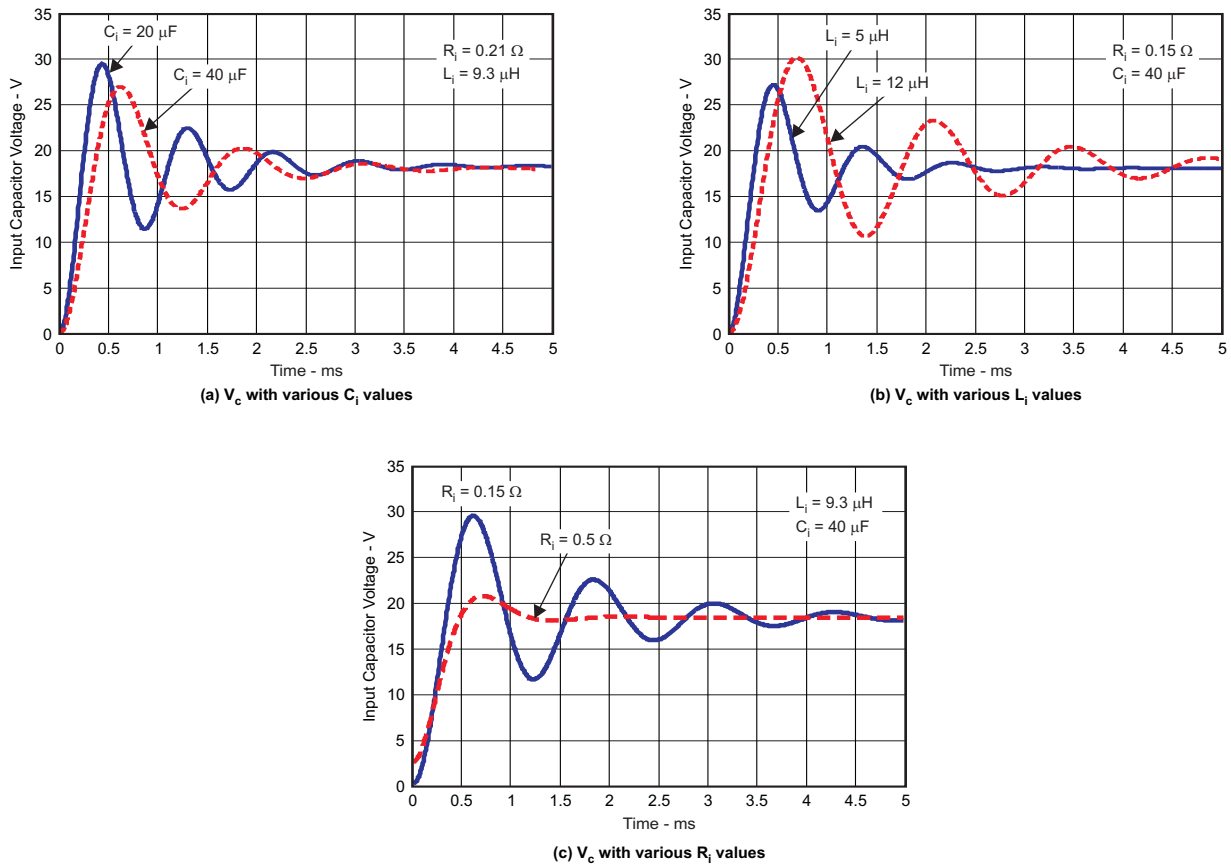 C_i = 20 µF
C_i = 40 µF
R_i = 0.21 Ω
L_i = 9.3 µH
Input Capacitor Voltage - V
35
30
25
20
15
10
5
0
0 0.5 1 1.5 2 2.5 3 3.5 4 4.5 5
Time - ms
(a) V_c with various C_i values
L_i = 5 µH
L_i = 12 µH
R_i = 0.15 Ω
C_i = 40 µF
Input Capacitor Voltage - V
35
30
25
20
15
10
5
0
0 0.5 1 1.5 2 2.5 3 3.5 4 4.5 5
Time - ms
(b) V_c with various L_i values
R_i = 0.15 Ω
R_i = 0.5 Ω
L_i = 9.3 µH
C_i = 40 µF
Input Capacitor Voltage - V
35
30
25
20
15
10
5
0
0 0.5 1 1.5 2 2.5 3 3.5 4 4.5 5
Time - ms
(c) V_c with various R_i values